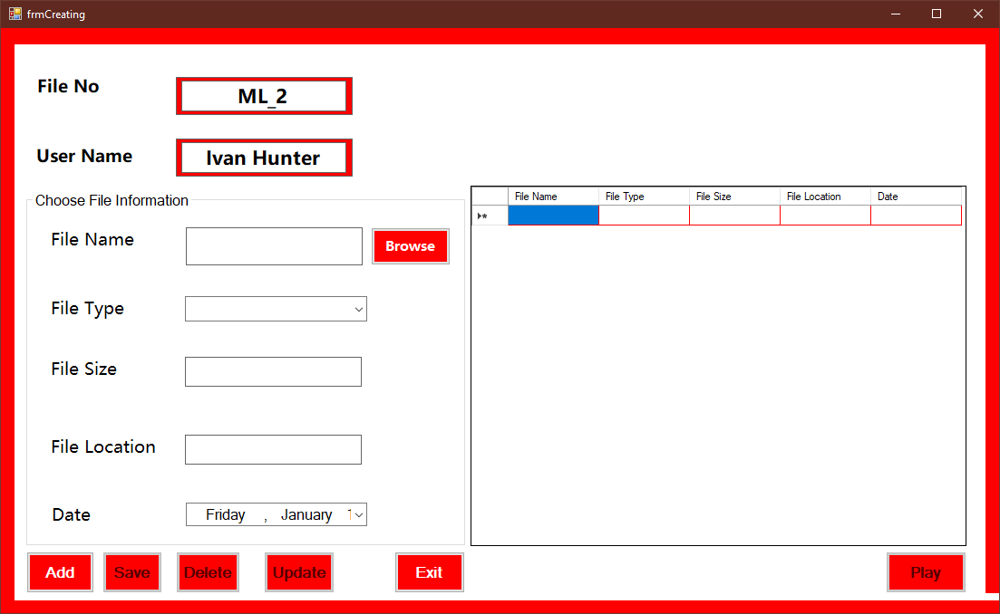 frmCreating
File No
ML_2
User Name
Ivan Hunter
Choose File Information
File Name
Browse
File Type
File Size
File Location
Date
Friday , January
File Name File Type File Size File Location Date
Add Save Delete Update Exit Play